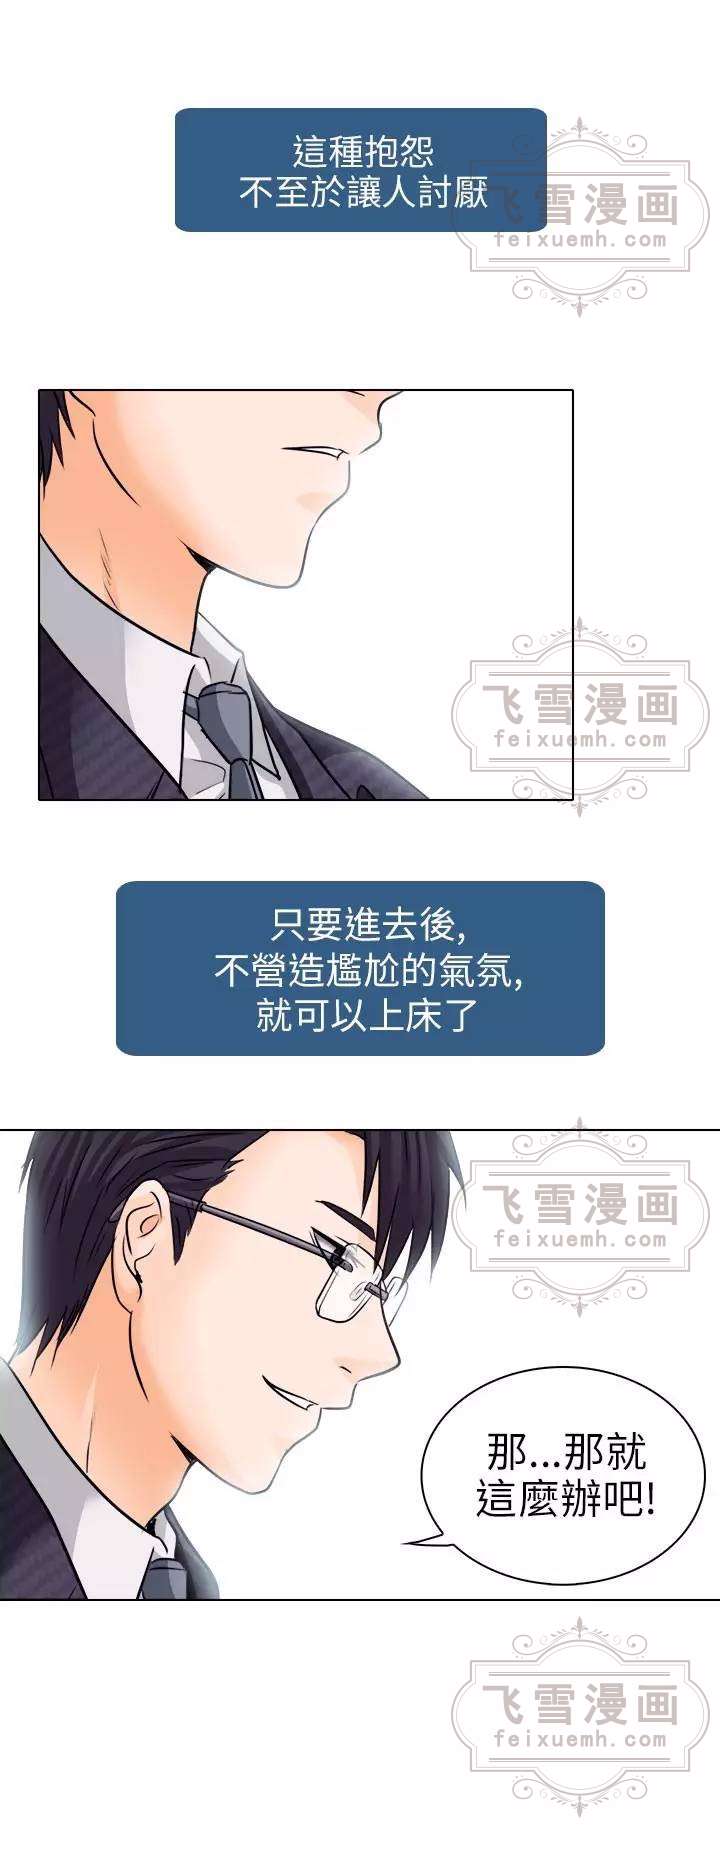 這種抱怨
不至於讓人討厭
飞雪漫画
feixuemh.com
飞雪漫画
feixuemh.com
只要進去後,
不營造尷尬的氣氛,
就可以上床了
飞雪漫画
feixuemh.com
那...那就
這麼辦吧!
飞雪漫画
feixuemh.com